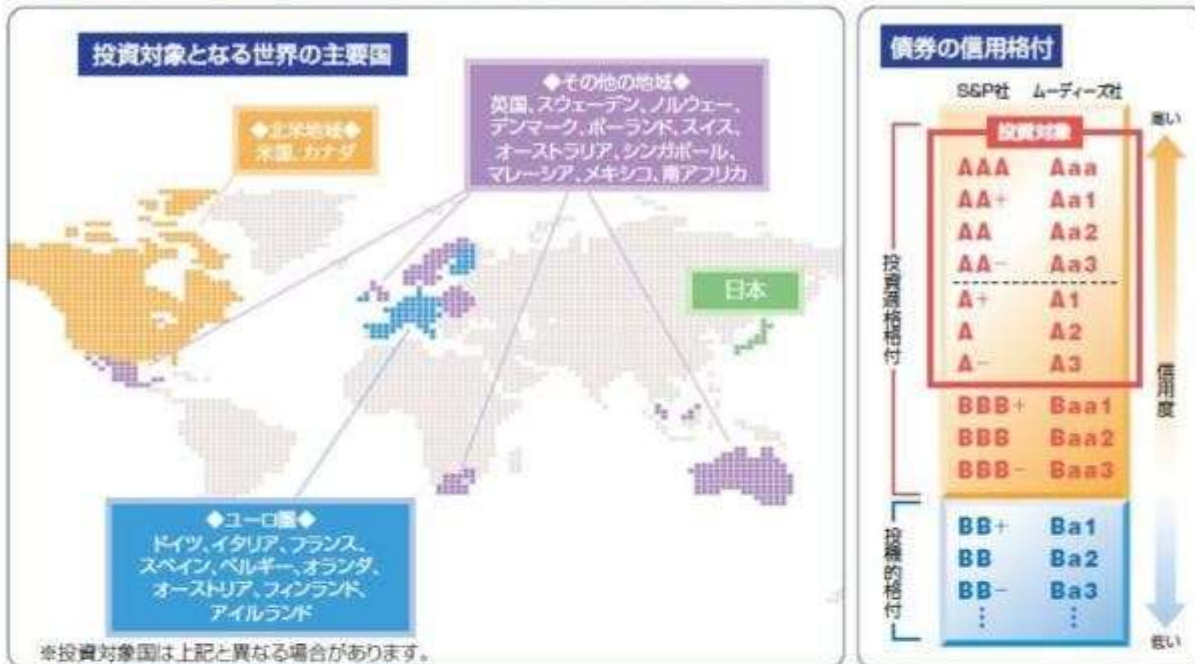 投資対象となる世界の主要国
◆北米地域◆
米国、カナダ
◆その他の地域◆
英国、スウェーデン、ノルウェー、
デンマーク、ポーランド、スイス、
オーストラリア、シンガポール、
マレーシア、メキシコ、南アフリカ
日本
◆ユーロ圏◆
ドイツ、イタリア、フランス、
スペイン、ベルギー、オランダ、
オーストリア、フィンランド、
アイルランド
※投資対象国は上記と異なる場合があります。
債券の信用格付
S&P社 ムーディーズ社
投資対象
AAA Aaa
AA+ Aa1
AA Aa2
AA- Aa3
A+ A1
A A2
A- A3
BBB+ Baa1
BBB Baa2
BBB- Baa3
BB+ Ba1
BB Ba2
BB- Ba3
⋮ ⋮
投資適格格付
投機的格付
高い
信用度
低い